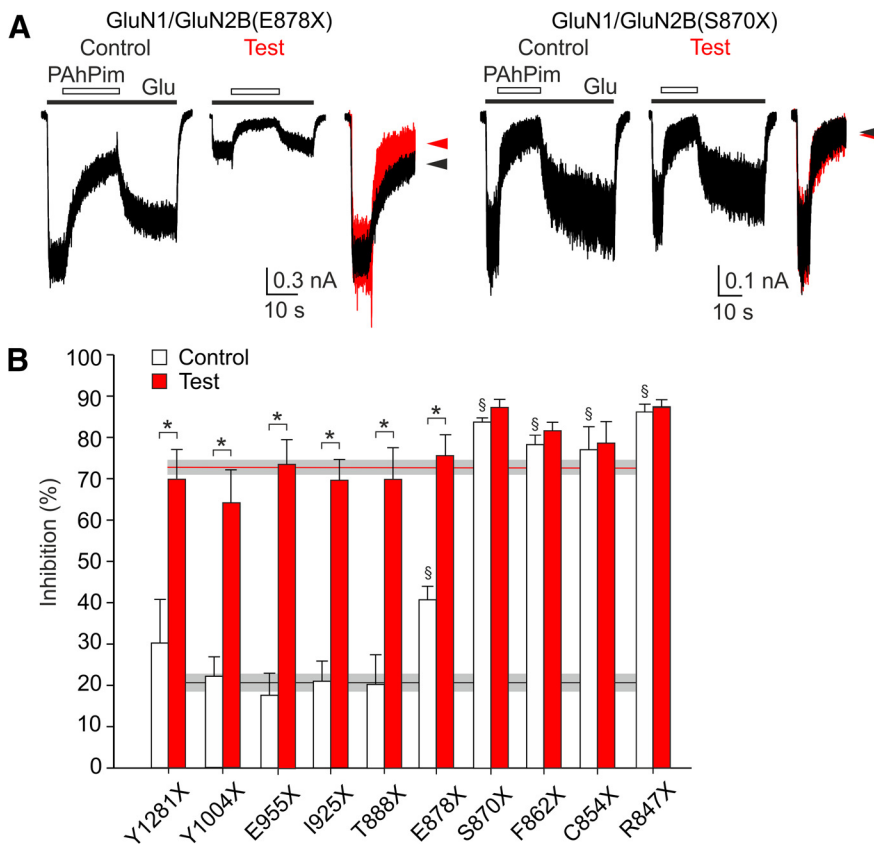 A
GluN1/GluN2B(E878X)
Control
Test
PAhPim
Glu
0.3 nA
10 s
GluN1/GluN2B(S870X)
Control
Test
PAhPim
Glu
0.1 nA
10 s
B
Control
Test
Inhibition (%)
100
90
80
70
60
50
40
30
20
10
0
*
*
*
*
*
*
§
§
§
§
§
Y1281X
Y1004X
E955X
I925X
T888X
E878X
S870X
F862X
C854X
R847X